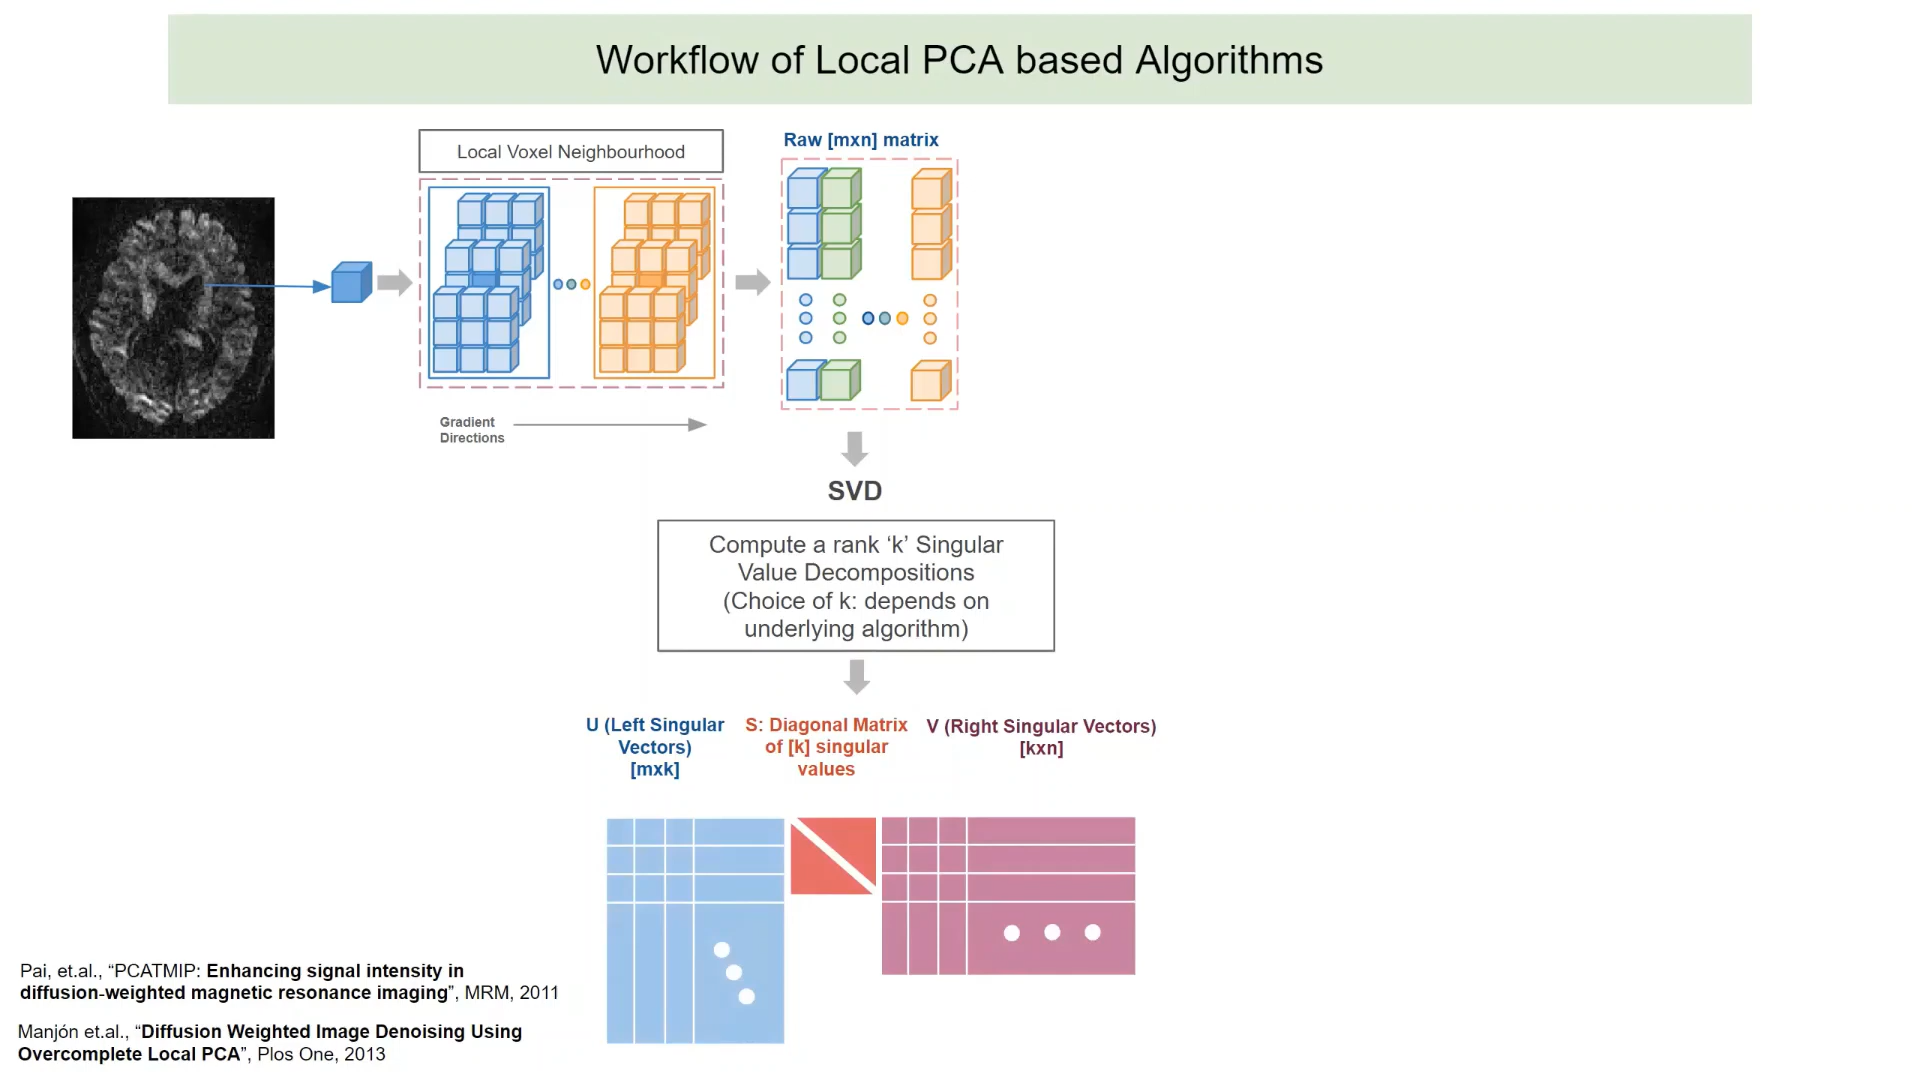 Workflow of Local PCA based Algorithms
Local Voxel Neighbourhood
Raw [mxn] matrix
Gradient
Directions
SVD
Compute a rank ‘k’ Singular
Value Decompositions
(Choice of k: depends on
underlying algorithm)
U (Left Singular
Vectors)
[mxk]
S: Diagonal Matrix
of [k] singular
values
V (Right Singular Vectors)
[kxn]
Pai, et.al., “PCATMIP: Enhancing signal intensity in
diffusion-weighted magnetic resonance imaging”, MRM, 2011
Manjón et.al., “Diffusion Weighted Image Denoising Using
Overcomplete Local PCA”, Plos One, 2013